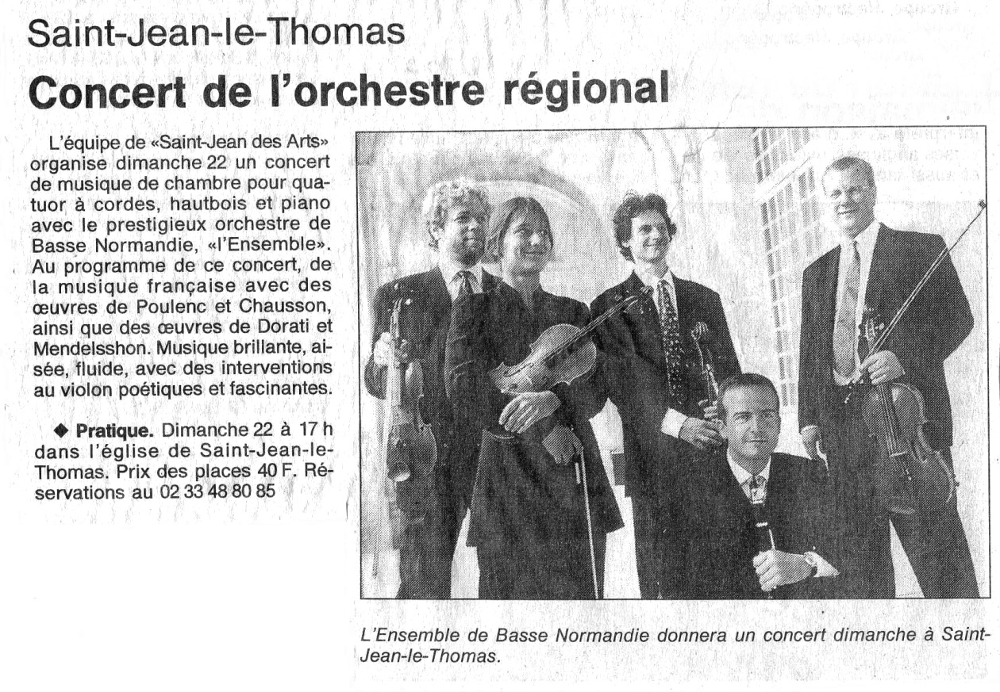 Saint-Jean-le-Thomas
Concert de l'orchestre régional
L'équipe de «Saint-Jean des Arts»
organise dimanche 22 un concert
de musique de chambre pour qua-
tuor à cordes, hautbois et piano
avec le prestigieux orchestre de
Basse Normandie, «l'Ensemble».
Au programme de ce concert, de
la musique française avec des
œuvres de Poulenc et Chausson,
ainsi que des œuvres de Dorati et
Mendelsshon. Musique brillante, ai-
sée, fluide, avec des interventions
au violon poétiques et fascinantes.
◆ Pratique. Dimanche 22 à 17 h
dans l'église de Saint-Jean-le-
Thomas. Prix des places 40 F. Ré-
servations au 02 33 48 80 85
L'Ensemble de Basse Normandie donnera un concert dimanche à Saint-
Jean-le-Thomas.